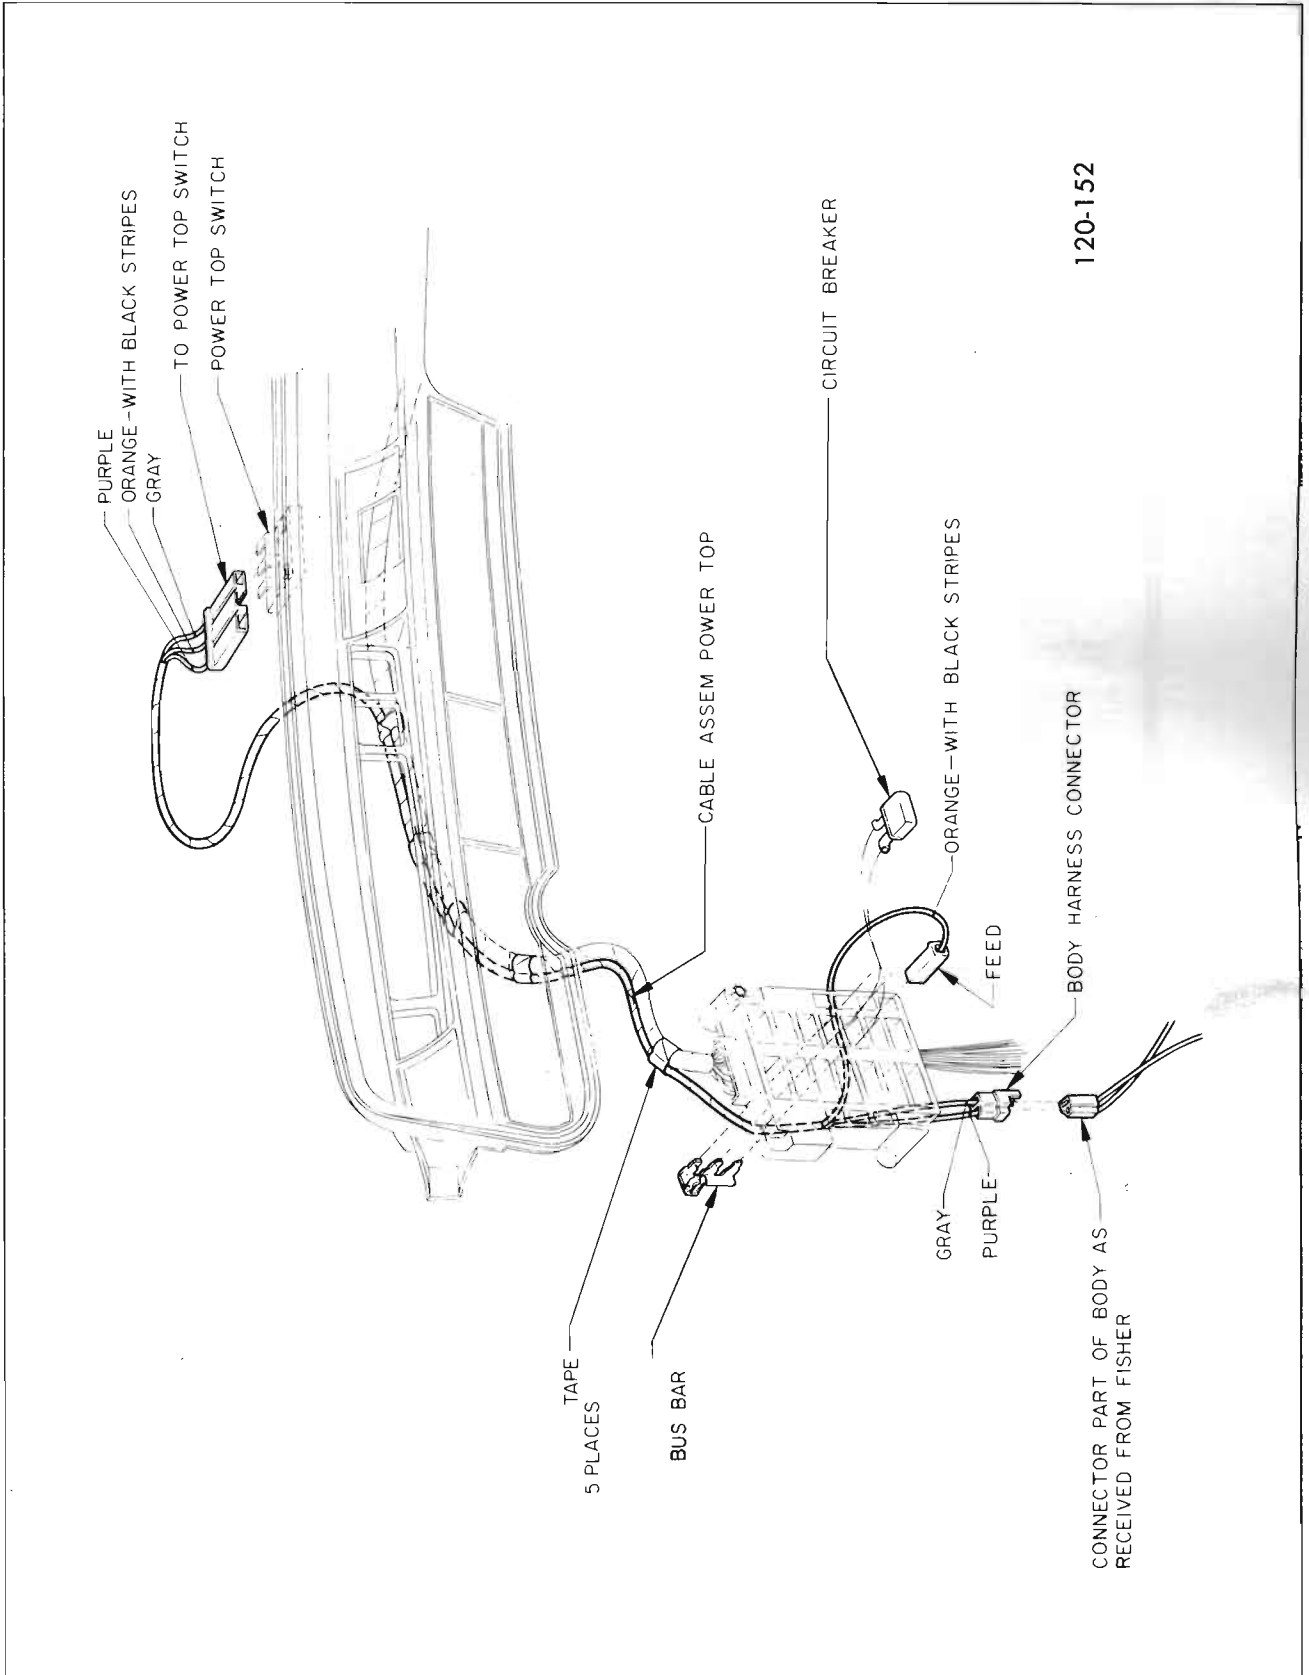 PURPLE
ORANGE-WITH BLACK STRIPES
GRAY
TO POWER TOP SWITCH
POWER TOP SWITCH
CABLE ASSEM POWER TOP
CIRCUIT BREAKER
ORANGE-WITH BLACK STRIPES
FEED
BODY HARNESS CONNECTOR
TAPE
5 PLACES
BUS BAR
GRAY
PURPLE
CONNECTOR PART OF BODY AS
RECEIVED FROM FISHER
120-152